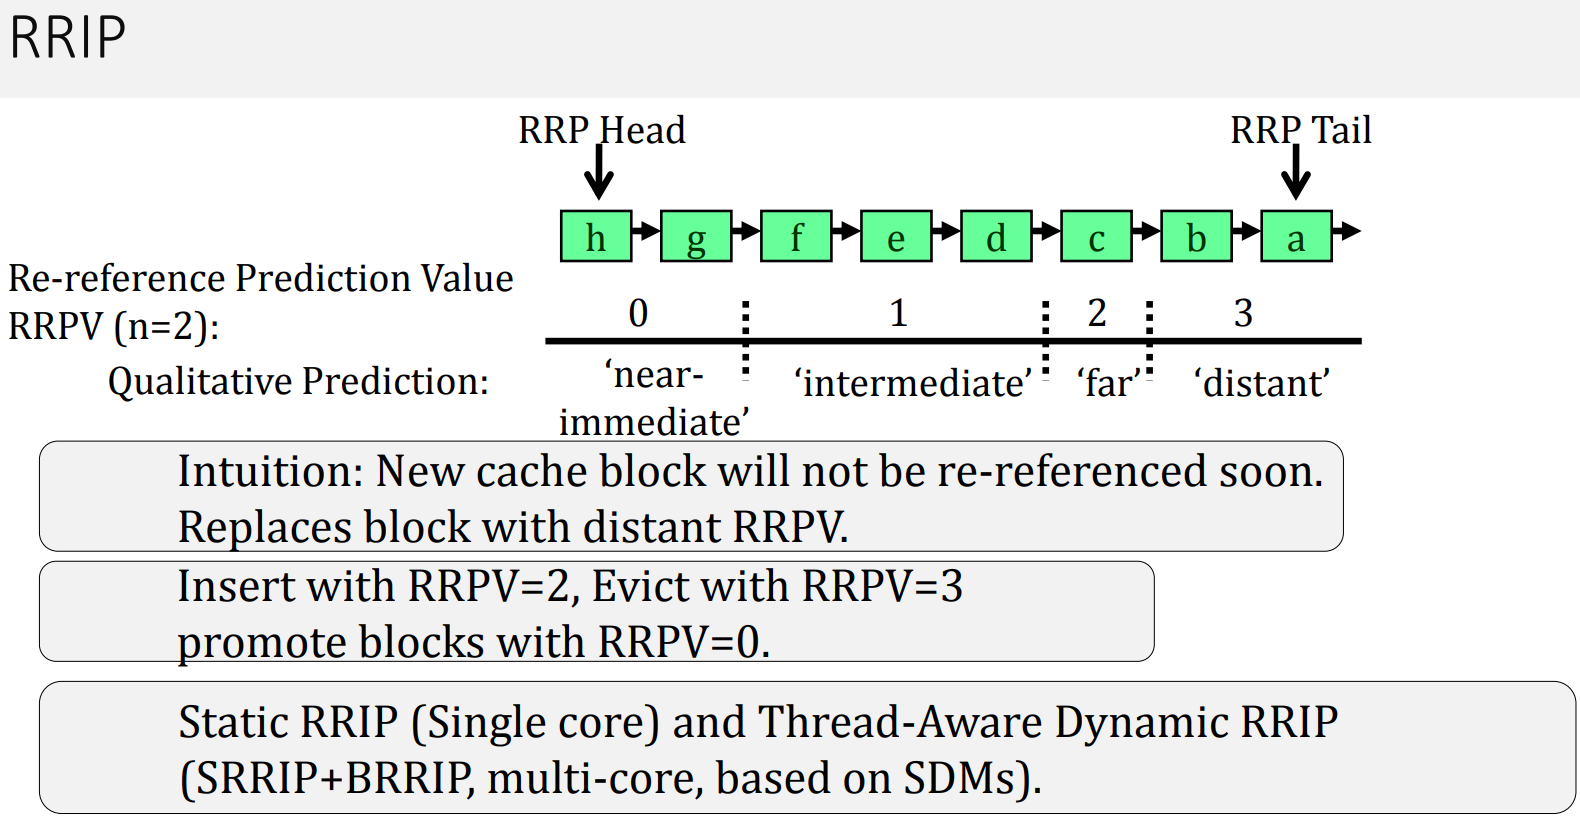 RRIP
RRP Head
RRP Tail
h g f e d c b a
Re-reference Prediction Value
RRPV (n=2):
0 1 2 3
Qualitative Prediction:
‘near-
immediate’
‘intermediate’
‘far’
‘distant’
Intuition: New cache block will not be re-referenced soon.
Replaces block with distant RRPV.
Insert with RRPV=2, Evict with RRPV=3
promote blocks with RRPV=0.
Static RRIP (Single core) and Thread-Aware Dynamic RRIP
(SRRIP+BRRIP, multi-core, based on SDMs).